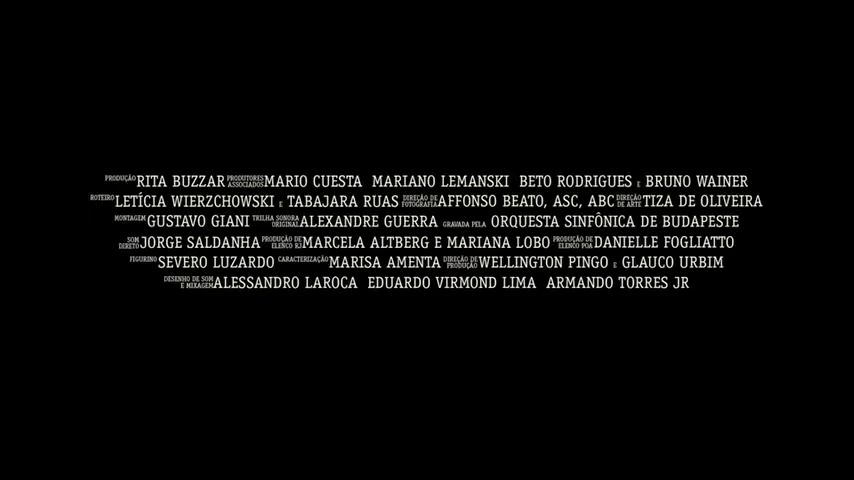 PRODUÇÃO RITA BUZZAR PRODUTORES ASSOCIADOS MARIO CUESTA MARIANO LEMANSKI BETO RODRIGUES E BRUNO WAINER
ROTEIRO LETÍCIA WIERZCHOWSKI E TABAJARA RUAS DIREÇÃO DE FOTOGRAFIA AFFONSO BEATO, ASC, ABC DIREÇÃO DE ARTE TIZA DE OLIVEIRA
MONTAGEM GUSTAVO GIANI TRILHA SONORA ORIGINAL ALEXANDRE GUERRA GRAVADA PELA ORQUESTA SINFÔNICA DE BUDAPESTE
SOM DIRETO JORGE SALDANHA PRODUÇÃO DE ELENCO RJ MARCELA ALTBERG E MARIANA LOBO PRODUÇÃO DE ELENCO POA DANIELLE FOGLIATTO
FIGURINO SEVERO LUZARDO CARACTERIZAÇÃO MARISA AMENTA DIREÇÃO DE PRODUÇÃO WELLINGTON PINGO E GLAUCO URBIM
DESENHO DE SOM E MIXAGEM ALESSANDRO LAROCA EDUARDO VIRMOND LIMA ARMANDO TORRES JR